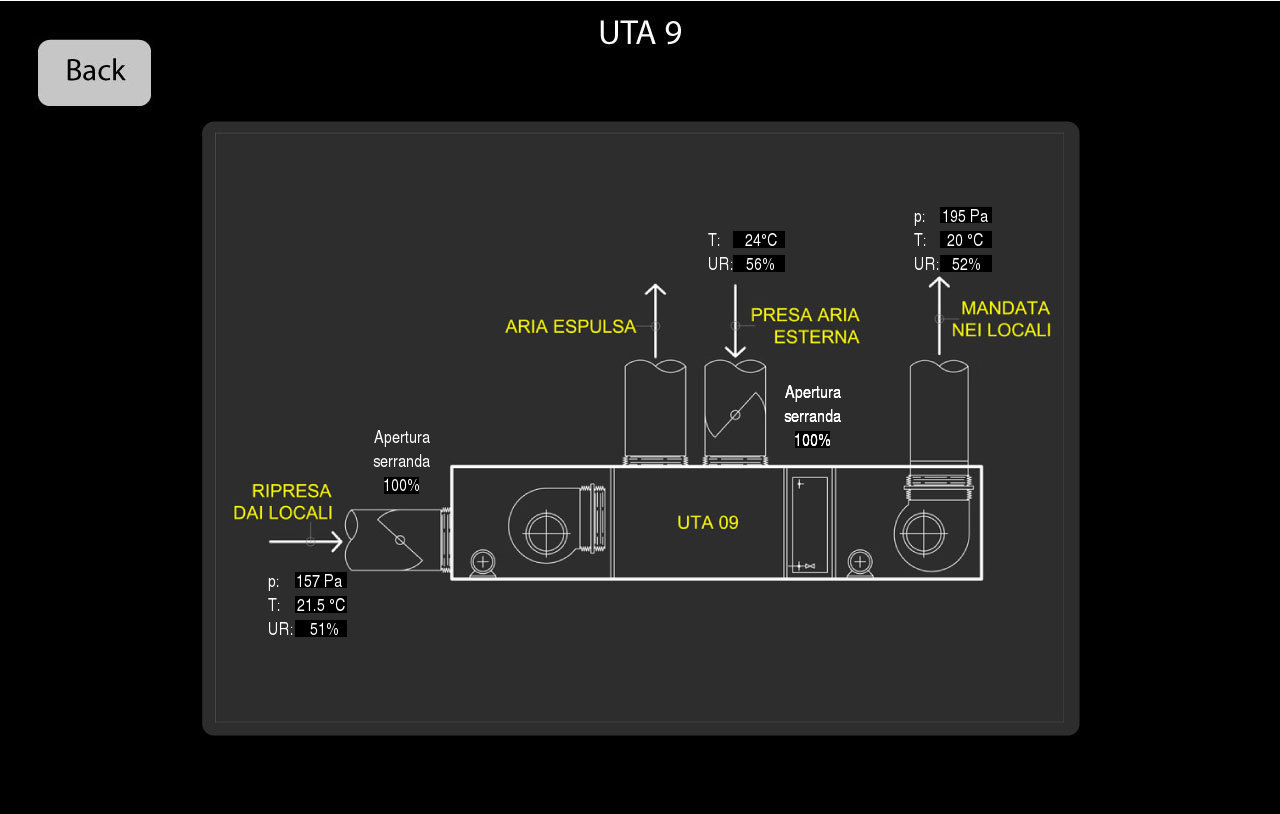 UTA 9
Back
p: 195 Pa
T: 24°C
T: 20 °C
UR: 56%
UR: 52%
ARIA ESPULSA
PRESA ARIA
ESTERNA
MANDATA
NEI LOCALI
Apertura
serranda
100%
Apertura
serranda
100%
RIPRESA
DAI LOCALI
UTA 09
p: 157 Pa
T: 21.5 °C
UR: 51%